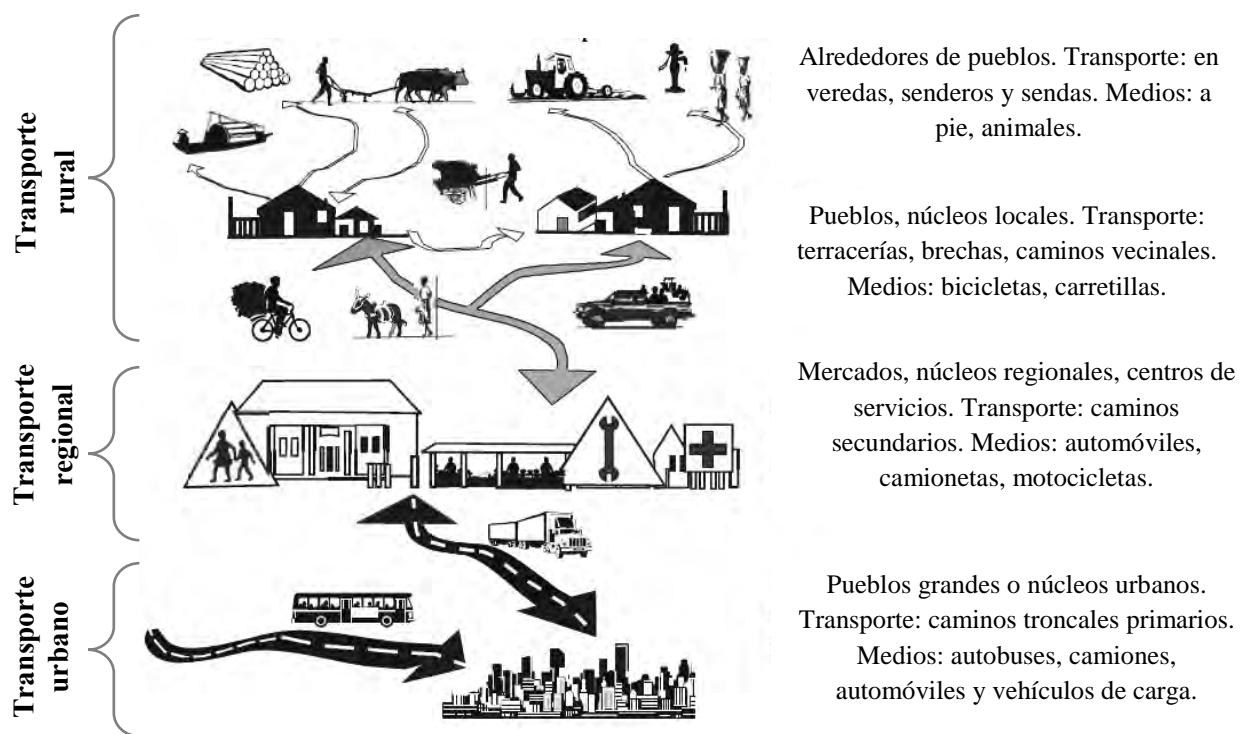 Transporte
rural
Alrededores de pueblos. Transporte: en
veredas, senderos y sendas. Medios: a
pie, animales.
Pueblos, núcleos locales. Transporte:
terracerías, brechas, caminos vecinales.
Medios: bicicletas, carretillas.
Transporte
regional
Mercados, núcleos regionales, centros de
servicios. Transporte: caminos
secundarios. Medios: automóviles,
camionetas, motocicletas.
Transporte
urbano
Pueblos grandes o núcleos urbanos.
Transporte: caminos troncales primarios.
Medios: autobuses, camiones,
automóviles y vehículos de carga.